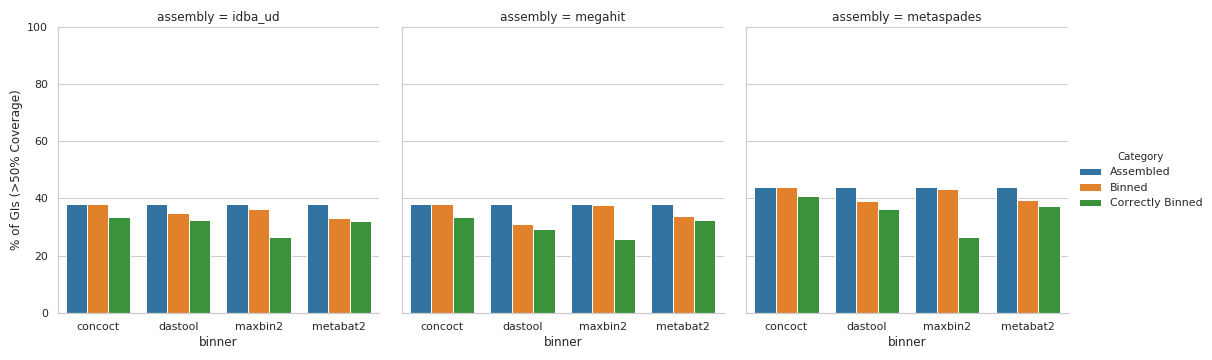 assembly = idba_ud
assembly = megahit
assembly = metaspades
% of GIs (>50% Coverage)
100
80
60
40
20
0
concoct dastool maxbin2 metabat2
concoct dastool maxbin2 metabat2
concoct dastool maxbin2 metabat2
binner
binner
binner
Category
Assembled
Binned
Correctly Binned